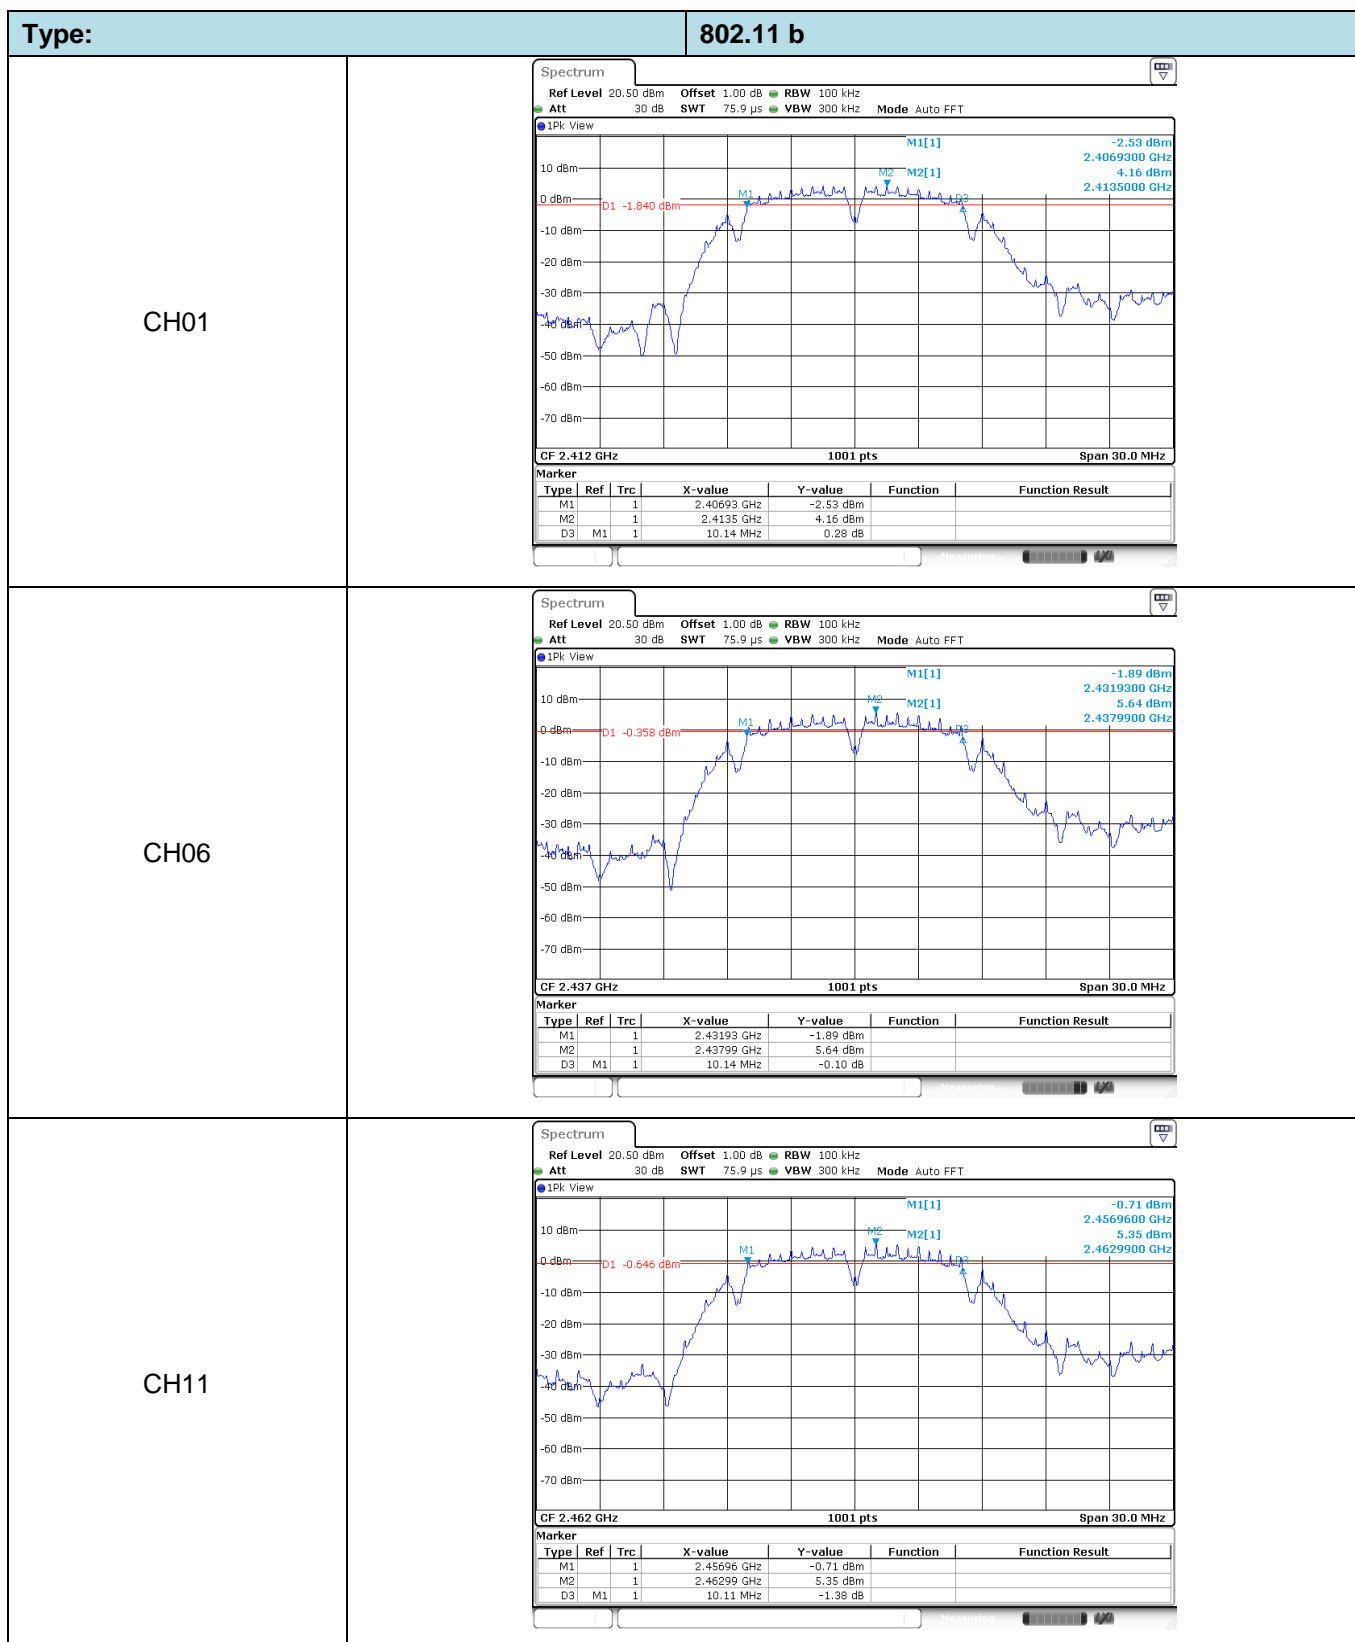 Type: 802.11 b
CH01
Spectrum
Ref Level 20.50 dBm Offset 1.00 dB RBW 100 kHz
Att 30 dB SWT 75.9 µs VBW 300 kHz Mode Auto FFT
1Pk View
M1[1] -2.53 dBm
2.4069300 GHz
M2[1] 4.16 dBm
2.4135000 GHz
10 dBm
M2
M1
D3
0 dBm
D1 -1.840 dBm
-10 dBm
-20 dBm
-30 dBm
-40 dBm
-50 dBm
-60 dBm
-70 dBm
CF 2.412 GHz 1001 pts Span 30.0 MHz
Marker
Type Ref Trc X-value Y-value Function Function Result
M1 1 2.40693 GHz -2.53 dBm
M2 1 2.4135 GHz 4.16 dBm
D3 M1 1 10.14 MHz 0.28 dB
Measuring...
CH06
Spectrum
Ref Level 20.50 dBm Offset 1.00 dB RBW 100 kHz
Att 30 dB SWT 75.9 µs VBW 300 kHz Mode Auto FFT
1Pk View
M1[1] -1.89 dBm
2.4319300 GHz
M2[1] 5.64 dBm
2.4379900 GHz
10 dBm
M2
M1
D3
0 dBm
D1 -0.358 dBm
-10 dBm
-20 dBm
-30 dBm
-40 dBm
-50 dBm
-60 dBm
-70 dBm
CF 2.437 GHz 1001 pts Span 30.0 MHz
Marker
Type Ref Trc X-value Y-value Function Function Result
M1 1 2.43193 GHz -1.89 dBm
M2 1 2.43799 GHz 5.64 dBm
D3 M1 1 10.14 MHz -0.10 dB
Measuring...
CH11
Spectrum
Ref Level 20.50 dBm Offset 1.00 dB RBW 100 kHz
Att 30 dB SWT 75.9 µs VBW 300 kHz Mode Auto FFT
1Pk View
M1[1] -0.71 dBm
2.4569600 GHz
M2[1] 5.35 dBm
2.4629900 GHz
10 dBm
M2
M1
D3
0 dBm
D1 -0.646 dBm
-10 dBm
-20 dBm
-30 dBm
-40 dBm
-50 dBm
-60 dBm
-70 dBm
CF 2.462 GHz 1001 pts Span 30.0 MHz
Marker
Type Ref Trc X-value Y-value Function Function Result
M1 1 2.45696 GHz -0.71 dBm
M2 1 2.46299 GHz 5.35 dBm
D3 M1 1 10.11 MHz -1.38 dB
Measuring...